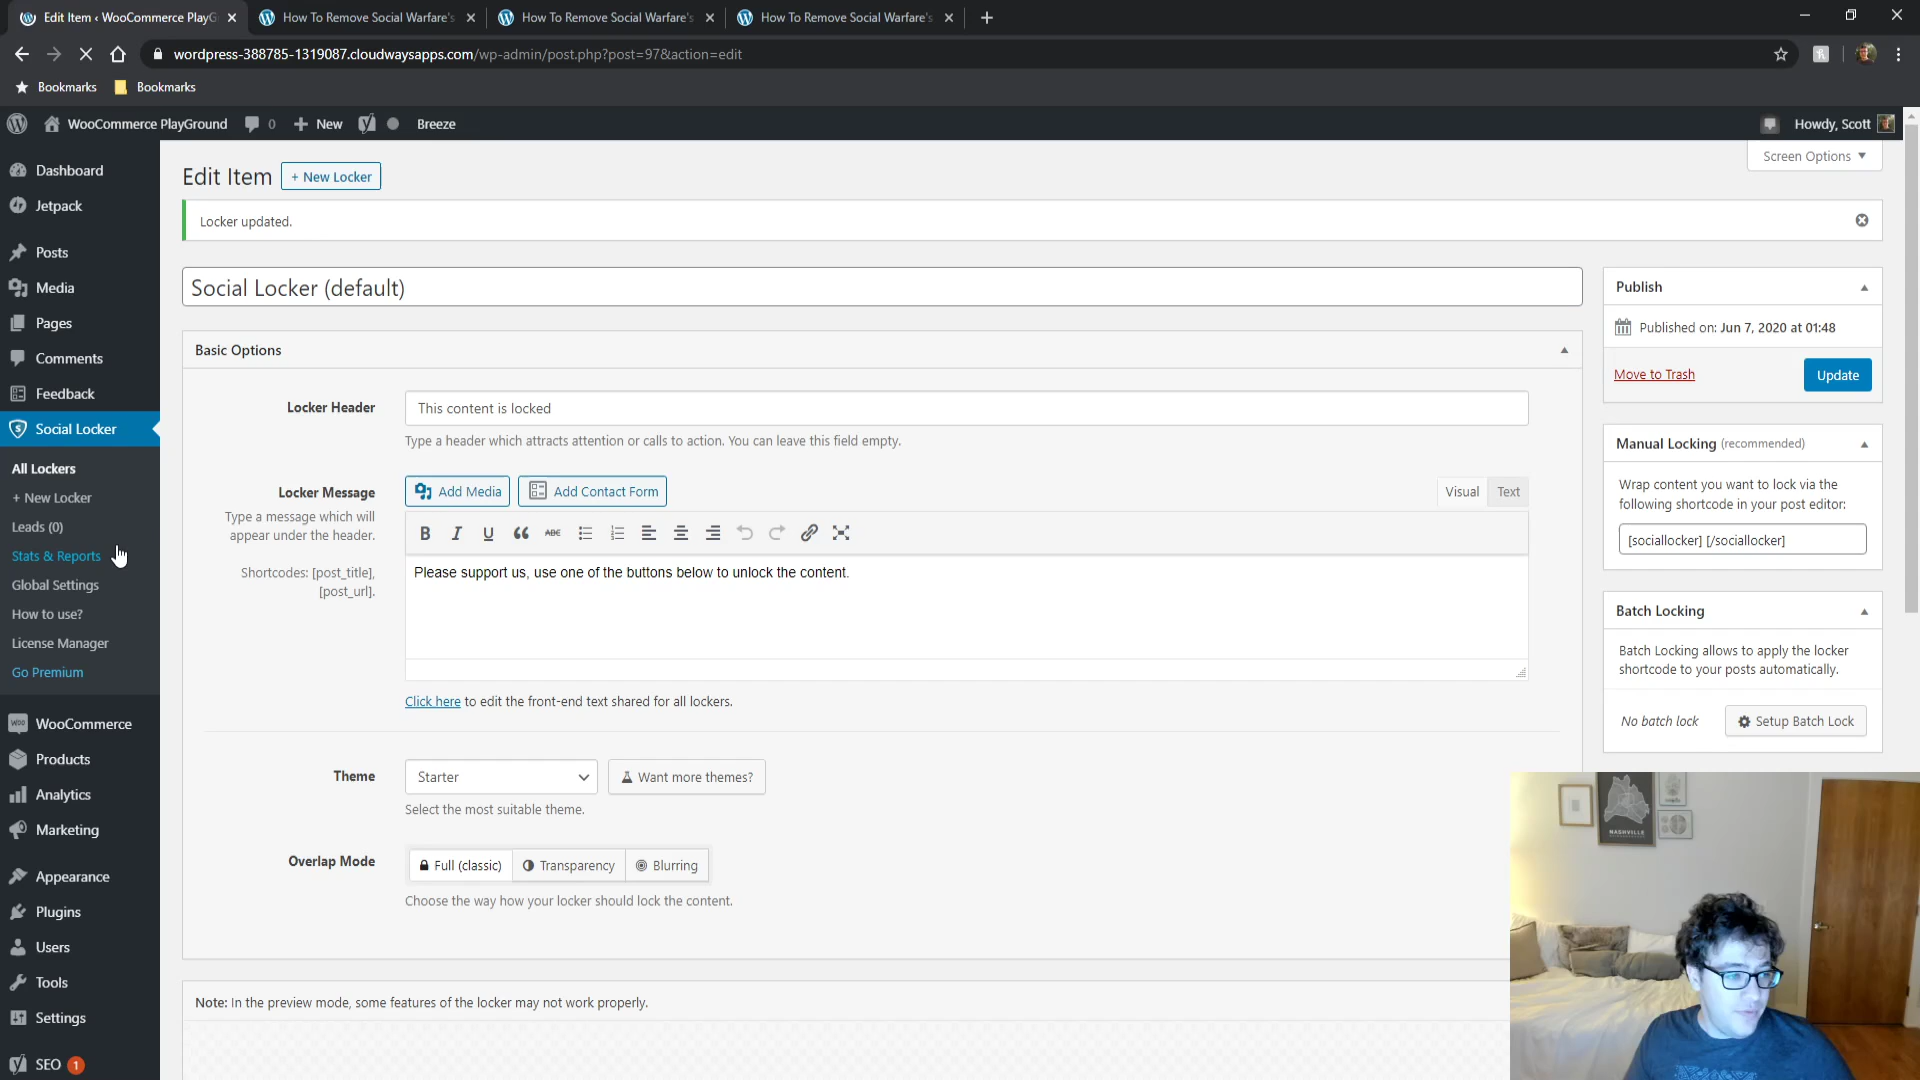 Edit Item ‹ WooCommerce PlayG
How To Remove Social Warfare's
How To Remove Social Warfare's
How To Remove Social Warfare's
wordpress-388785-1319087.cloudwaysapps.com/wp-admin/post.php?post=97&action=edit
Bookmarks
Bookmarks
WooCommerce PlayGround
0
New
Breeze
Howdy, Scott
Screen Options
Dashboard
Jetpack
Posts
Media
Pages
Comments
Feedback
Social Locker
All Lockers
+ New Locker
Leads (0)
Stats & Reports
Global Settings
How to use?
License Manager
Go Premium
WooCommerce
Products
Analytics
Marketing
Appearance
Plugins
Users
Tools
Settings
SEO 1
Edit Item
+ New Locker
Locker updated.
Social Locker (default)
Basic Options
Locker Header
This content is locked
Type a header which attracts attention or calls to action. You can leave this field empty.
Locker Message
Type a message which will
appear under the header.
Shortcodes: [post_title],
[post_url].
Add Media
Add Contact Form
Visual
Text
B I U ABC
Please support us, use one of the buttons below to unlock the content.
Click here to edit the front-end text shared for all lockers.
Theme
Starter
Want more themes?
Select the most suitable theme.
Overlap Mode
Full (classic)
Transparency
Blurring
Choose the way how your locker should lock the content.
Note: In the preview mode, some features of the locker may not work properly.
Publish
Published on: Jun 7, 2020 at 01:48
Move to Trash
Update
Manual Locking (recommended)
Wrap content you want to lock via the
following shortcode in your post editor:
[sociallocker] [/sociallocker]
Batch Locking
Batch Locking allows to apply the locker
shortcode to your posts automatically.
No batch lock
Setup Batch Lock
NASHVILLE